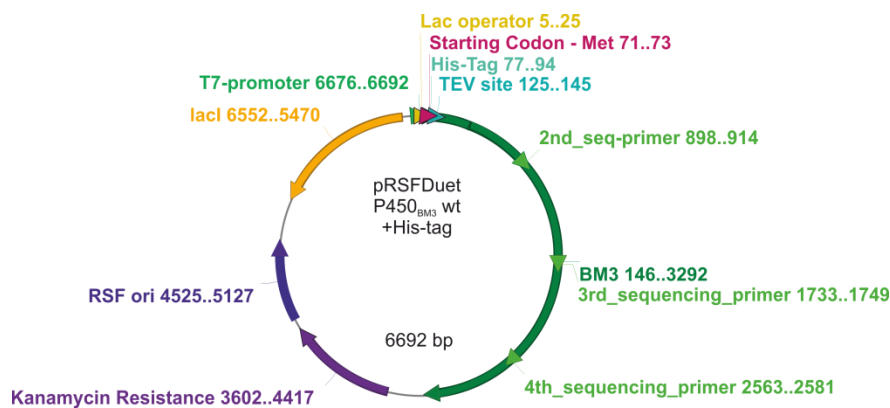 Lac operator 5..25
Starting Codon - Met 71..73
His-Tag 77..94
T7-promoter 6676..6692
TEV site 125..145
lacI 6552..5470
2nd_seq-primer 898..914
pRSFDuet
P450BM3 wt
+His-tag
BM3 146..3292
3rd_sequencing_primer 1733..1749
RSF ori 4525..5127
6692 bp
4th_sequencing_primer 2563..2581
Kanamycin Resistance 3602..4417